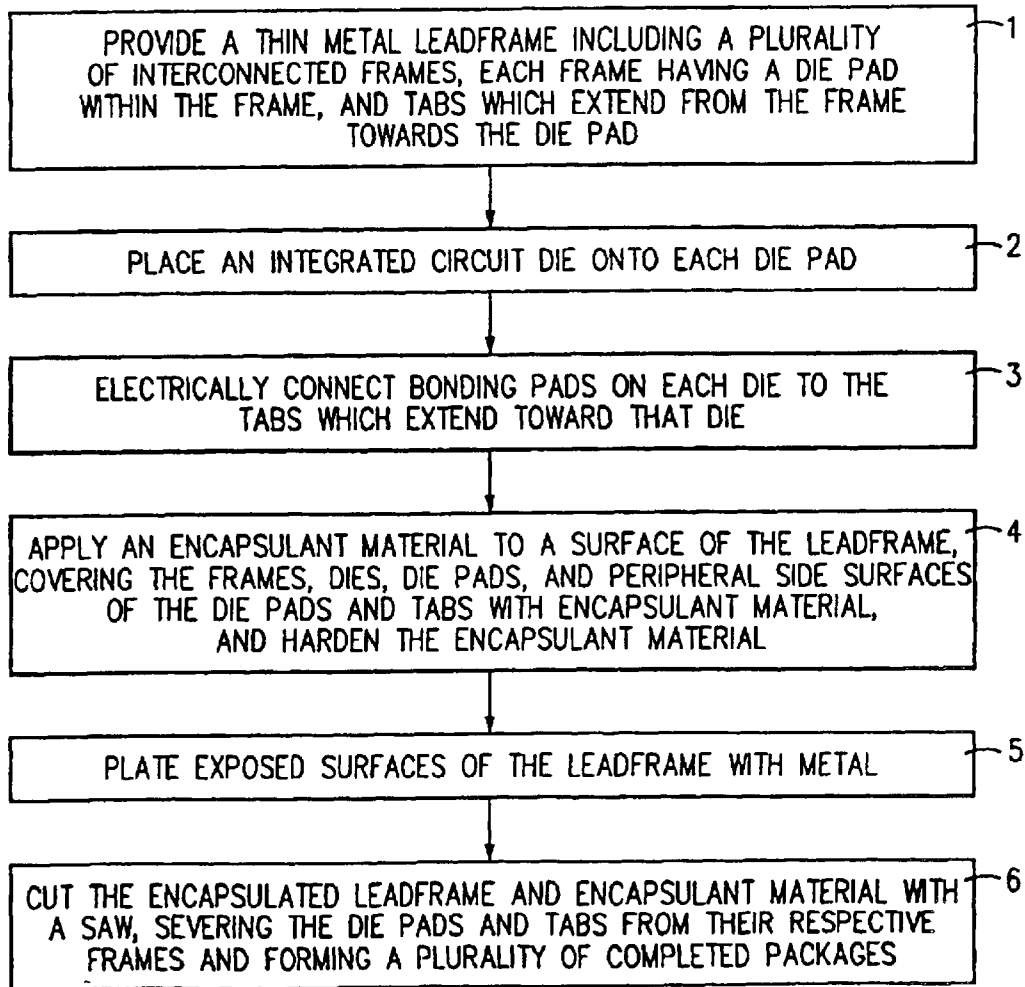 PROVIDE A THIN METAL LEADFRAME INCLUDING A PLURALITY
OF INTERCONNECTED FRAMES, EACH FRAME HAVING A DIE PAD
WITHIN THE FRAME, AND TABS WHICH EXTEND FROM THE FRAME
TOWARDS THE DIE PAD
1
PLACE AN INTEGRATED CIRCUIT DIE ONTO EACH DIE PAD
2
ELECTRICALLY CONNECT BONDING PADS ON EACH DIE TO THE
TABS WHICH EXTEND TOWARD THAT DIE
3
APPLY AN ENCAPSULANT MATERIAL TO A SURFACE OF THE LEADFRAME,
COVERING THE FRAMES, DIES, DIE PADS, AND PERIPHERAL SIDE SURFACES
OF THE DIE PADS AND TABS WITH ENCAPSULANT MATERIAL,
AND HARDEN THE ENCAPSULANT MATERIAL
4
PLATE EXPOSED SURFACES OF THE LEADFRAME WITH METAL
5
CUT THE ENCAPSULATED LEADFRAME AND ENCAPSULANT MATERIAL WITH
A SAW, SEVERING THE DIE PADS AND TABS FROM THEIR RESPECTIVE
FRAMES AND FORMING A PLURALITY OF COMPLETED PACKAGES
6